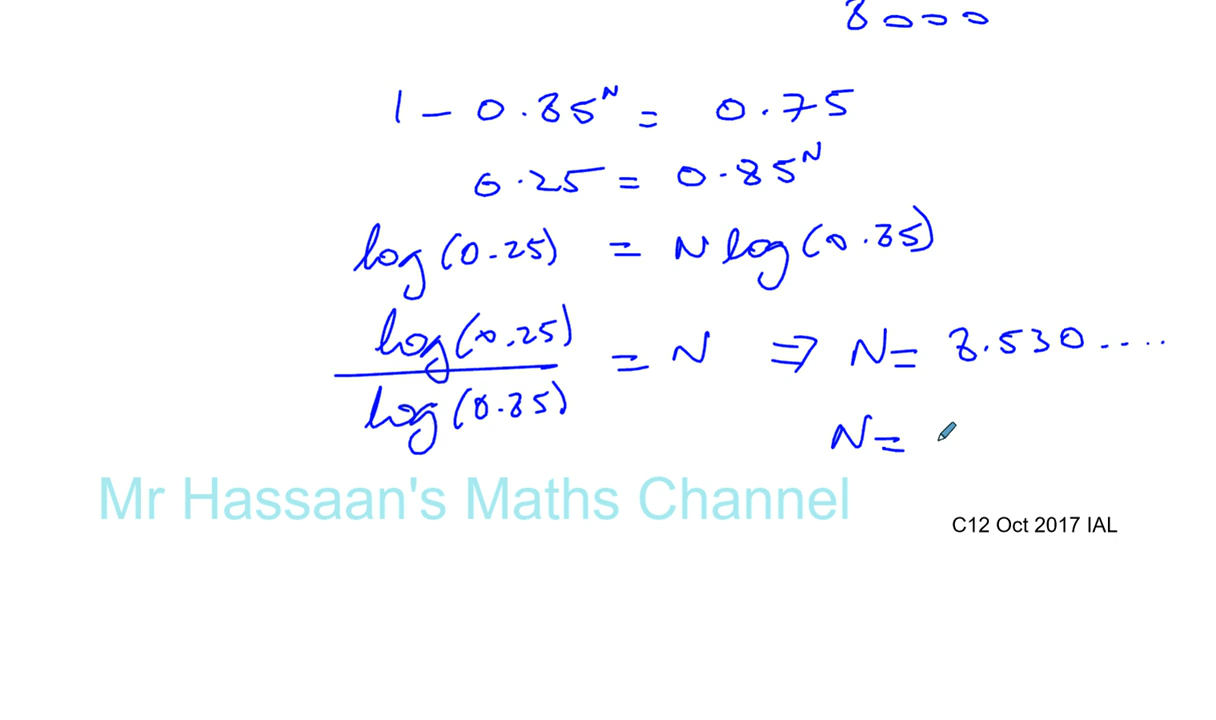 8000
1 - 0.85^N = 0.75
0.25 = 0.85^N
log(0.25) = N log(0.85)
log(0.25)
log(0.85)
= N ⇒ N = 8.530....
N =
Mr Hassaan's Maths Channel
C12 Oct 2017 IAL